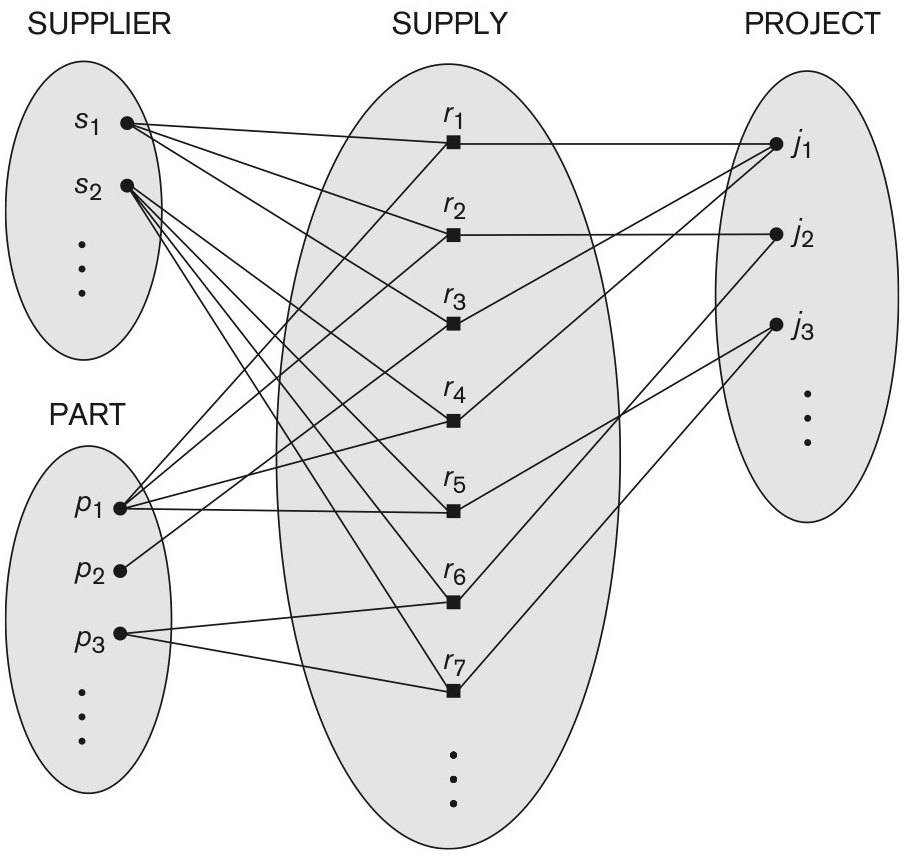 SUPPLIER
SUPPLY
PROJECT
s1
s2
PART
p1
p2
p3
r1
r2
r3
r4
r5
r6
r7
j1
j2
j3